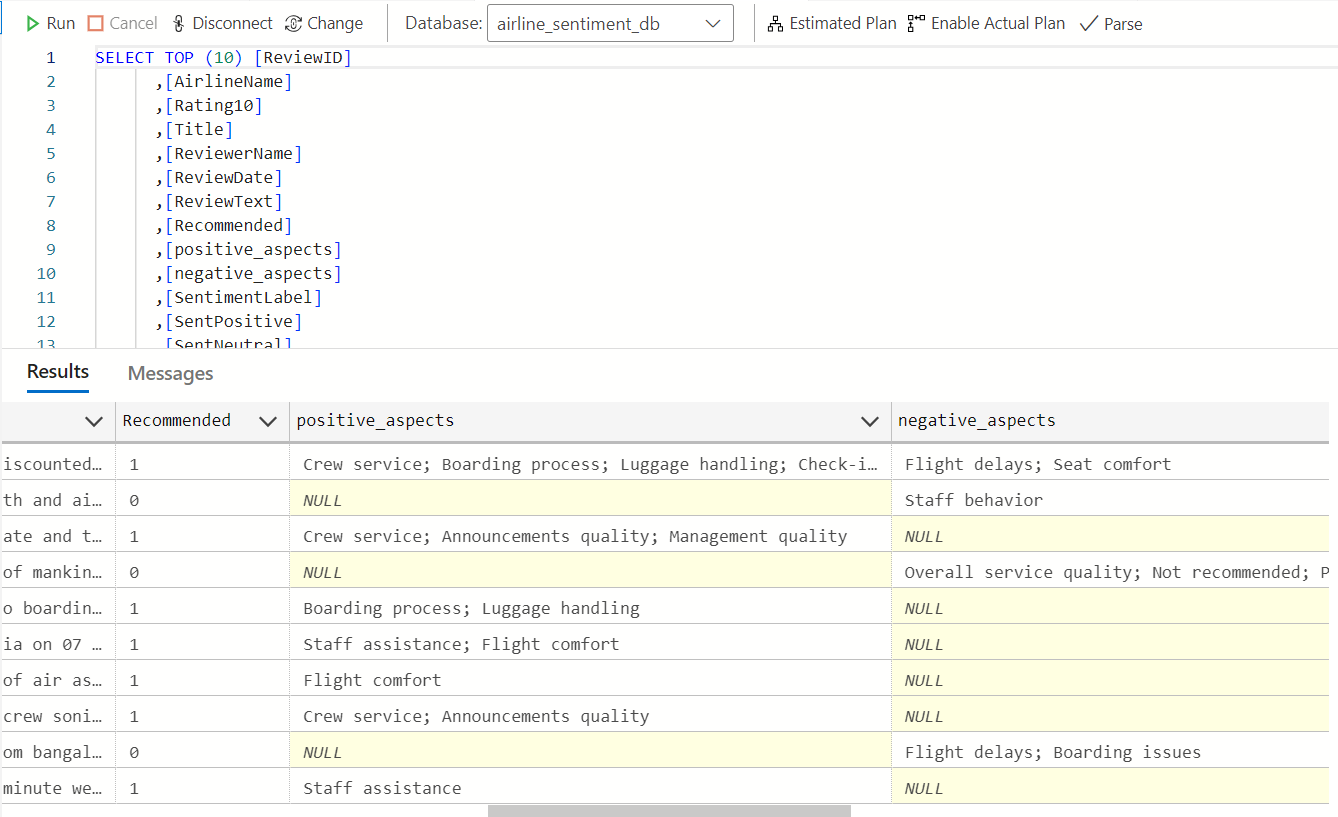 Run Cancel Disconnect Change Database: airline_sentiment_db Estimated Plan Enable Actual Plan Parse
1 SELECT TOP (10) [ReviewID]
2 ,[AirlineName]
3 ,[Rating10]
4 ,[Title]
5 ,[ReviewerName]
6 ,[ReviewDate]
7 ,[ReviewText]
8 ,[Recommended]
9 ,[positive_aspects]
10 ,[negative_aspects]
11 ,[SentimentLabel]
12 ,[SentPositive]
13 ,[SentNeutral]
Results Messages
Recommended positive_aspects negative_aspects
iscounted… 1 Crew service; Boarding process; Luggage handling; Check-i… Flight delays; Seat comfort
th and ai… 0 NULL Staff behavior
ate and t… 1 Crew service; Announcements quality; Management quality NULL
of mankin… 0 NULL Overall service quality; Not recommended; P
o boardin… 1 Boarding process; Luggage handling NULL
ia on 07 … 1 Staff assistance; Flight comfort NULL
of air as… 1 Flight comfort NULL
crew soni… 1 Crew service; Announcements quality NULL
om bangal… 0 NULL Flight delays; Boarding issues
minute we… 1 Staff assistance NULL